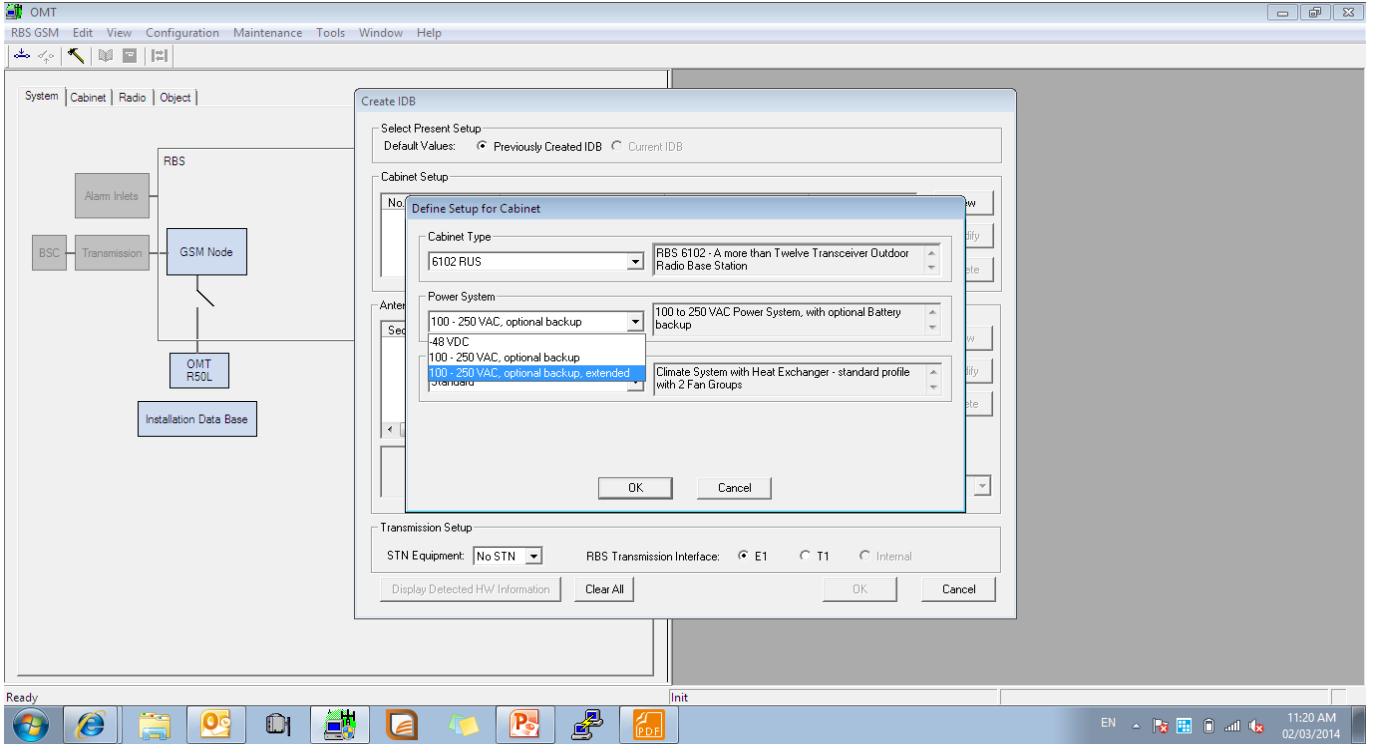 OMT
RBS GSM Edit View Configuration Maintenance Tools Window Help
System Cabinet Radio Object
RBS
Alarm Inlets
BSC
Transmission
GSM Node
OMT
R50L
Installation Data Base
Create IDB
Select Present Setup
Default Values: Previously Created IDB Current IDB
Cabinet Setup
No.
Define Setup for Cabinet
Cabinet Type
6102 RUS
RBS 6102 - A more than Twelve Transceiver Outdoor
Radio Base Station
Power System
100 - 250 VAC, optional backup
100 to 250 VAC Power System, with optional Battery
backup
-48 VDC
100 - 250 VAC, optional backup
100 - 250 VAC, optional backup, extended
Standard
Climate System with Heat Exchanger - standard profile
with 2 Fan Groups
OK Cancel
Transmission Setup
STN Equipment: No STN RBS Transmission Interface: E1 T1 Internal
Display Detected HW Information Clear All OK Cancel
Ready Init
PDF
EN
11:20 AM
02/03/2014